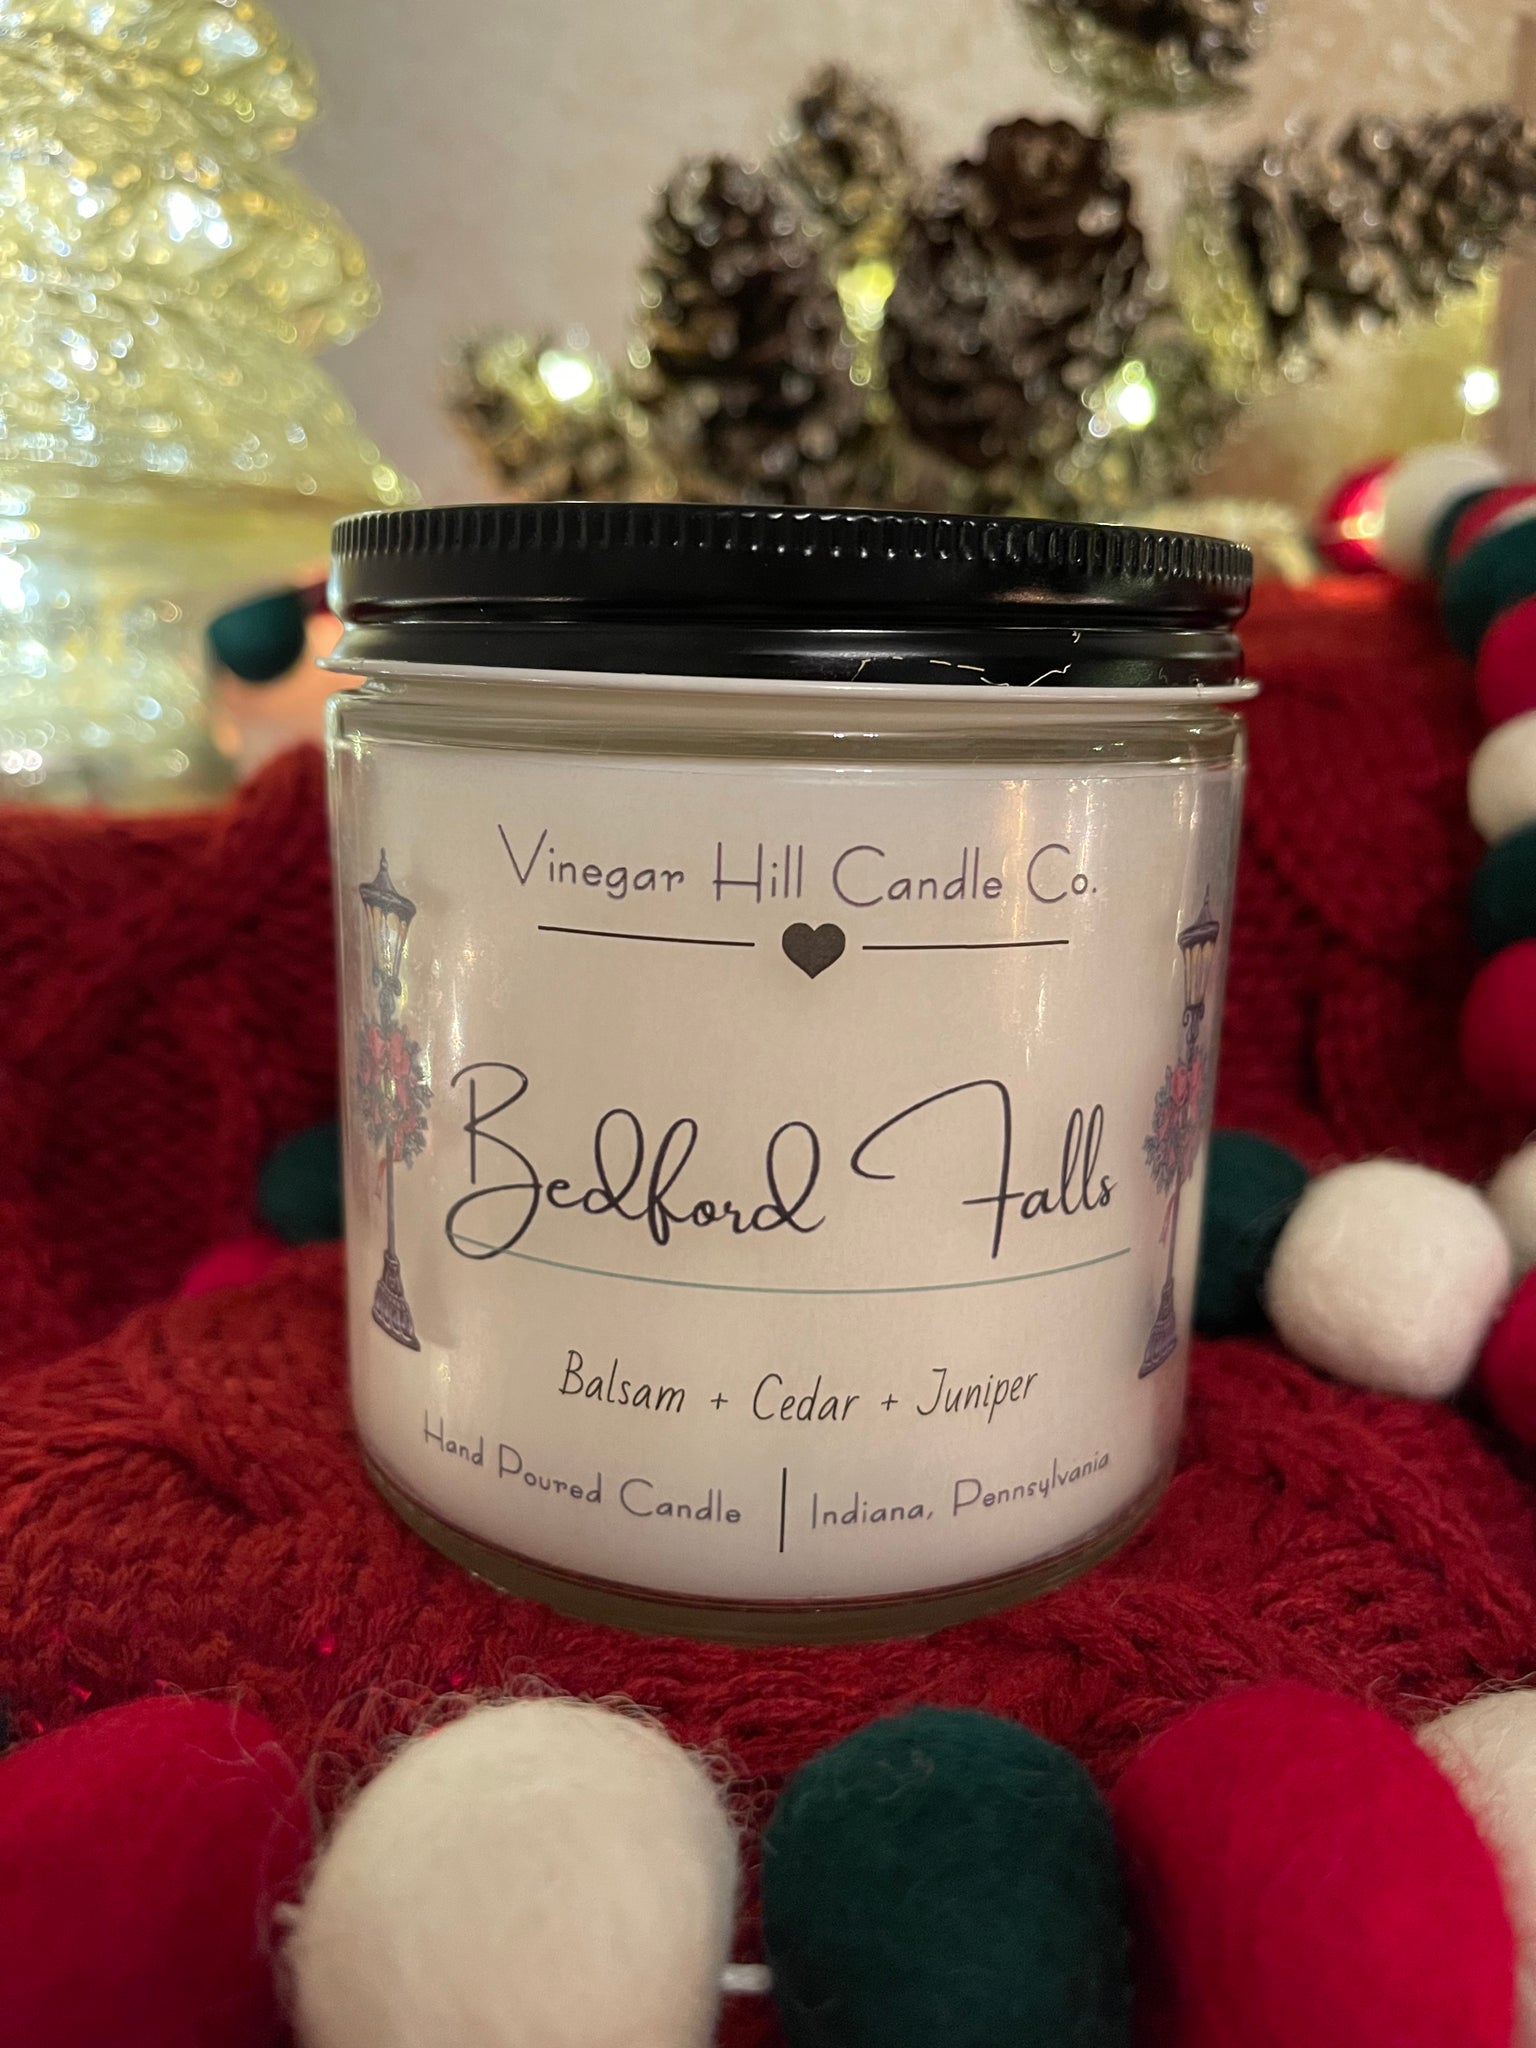 Vinegar Hill Candle Co.
Bedford Falls
Balsam + Cedar + Juniper
Hand Poured Candle | Indiana, Pennsylvania